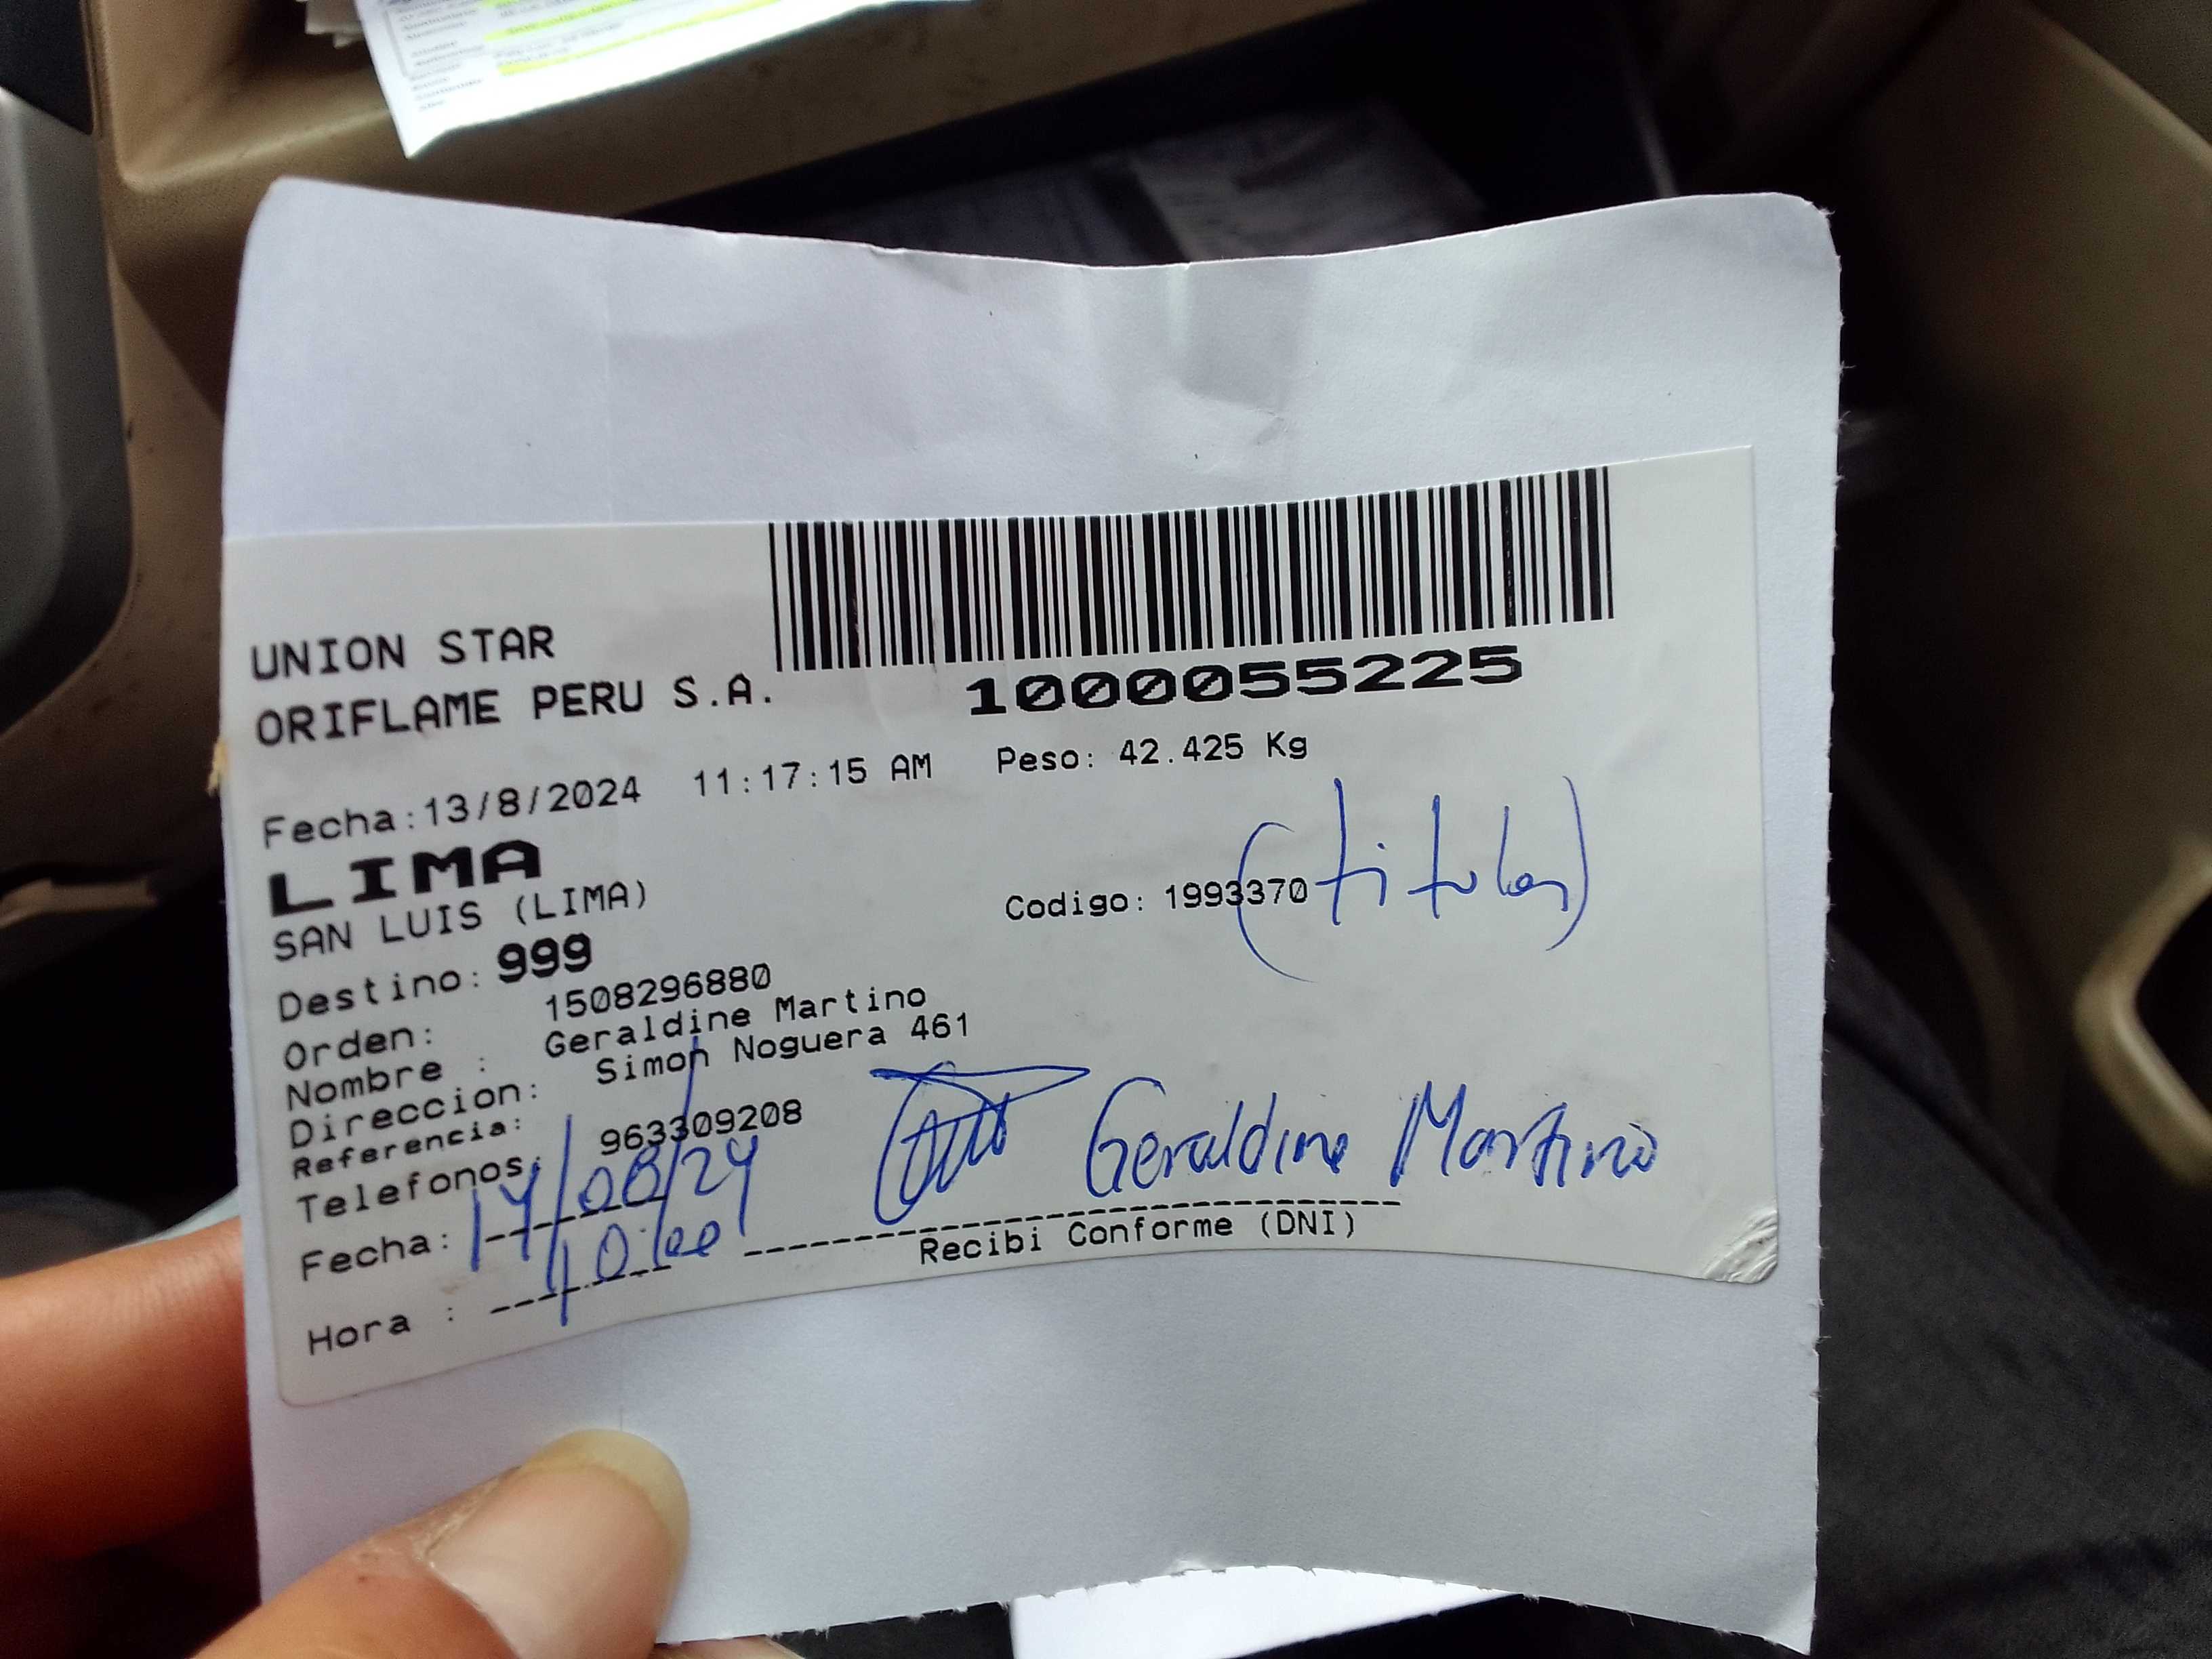 UNION STAR
ORIFLAME PERU S.A.
1000055225
Fecha:13/8/2024 11:17:15 AM Peso: 42.425 Kg
LIMA
SAN LUIS (LIMA)
Codigo: 1993370 (titular)
Destino: 999
Orden: 1508296880
Nombre : Geraldine Martino
Direccion: Simon Noguera 461
Referencia:
Telefonos: 963309208
Fecha: 14/08/24
Geraldine Martino
Hora : 10:00
Recibi Conforme (DNI)